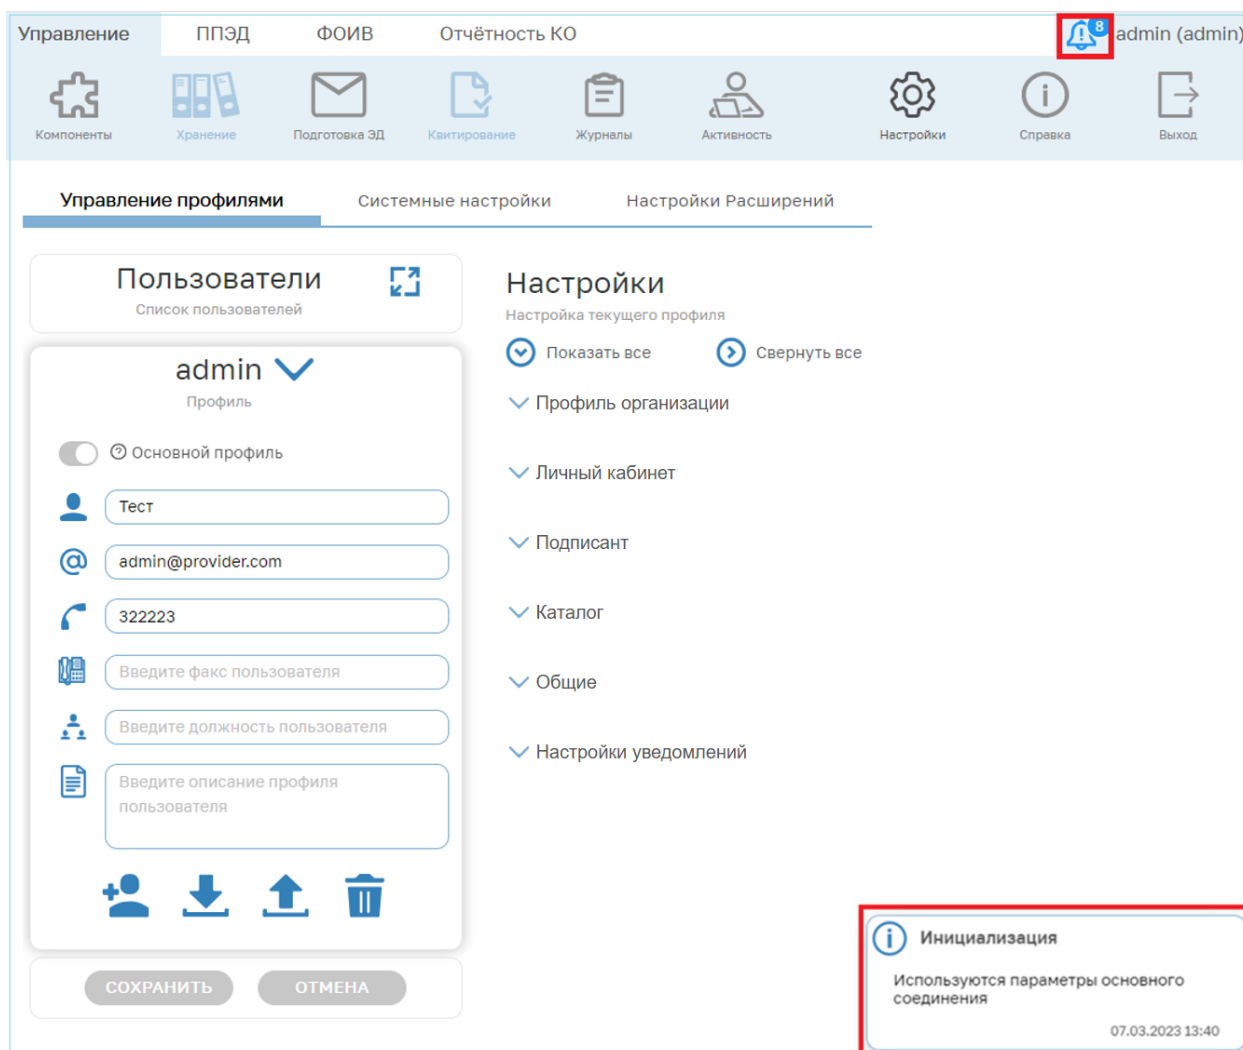 Управление ППЭД ФОИВ Отчётность КО 8 admin (admin)
Компоненты Хранение Подготовка ЭД Квитирование Журналы Активность Настройки Справка Выход
Управление профилями Системные настройки Настройки Расширений
Пользователи
Список пользователей
admin
Профиль
Основной профиль
Тест
admin@provider.com
322223
Введите факс пользователя
Введите должность пользователя
Введите описание профиля
пользователя
СОХРАНИТЬ ОТМЕНА
Настройки
Настройка текущего профиля
Показать все Свернуть все
Профиль организации
Личный кабинет
Подписант
Каталог
Общие
Настройки уведомлений
Инициализация
Используются параметры основного
соединения
07.03.2023 13:40